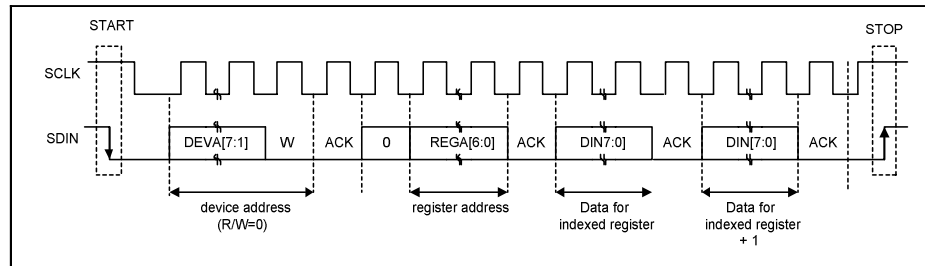 START
STOP
SCLK
SDIN
DEVA[7:1]
W
ACK
0
REGA[6:0]
ACK
DIN7:0]
ACK
DIN[7:0]
ACK
device address
(R/W=0)
register address
Data for
indexed register
Data for
indexed register
+ 1